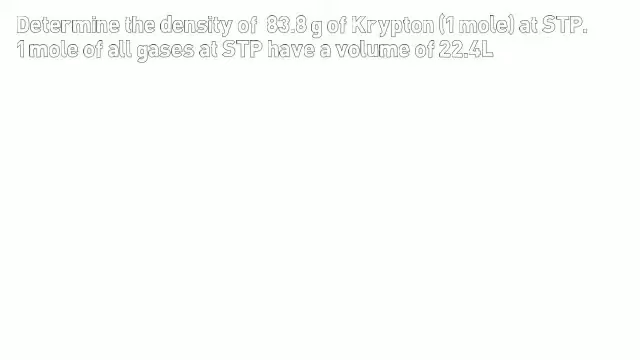 Determine the density of 83.8 g of Krypton (1 mole) at STP.
1 mole of all gases at STP have a volume of 22.4L